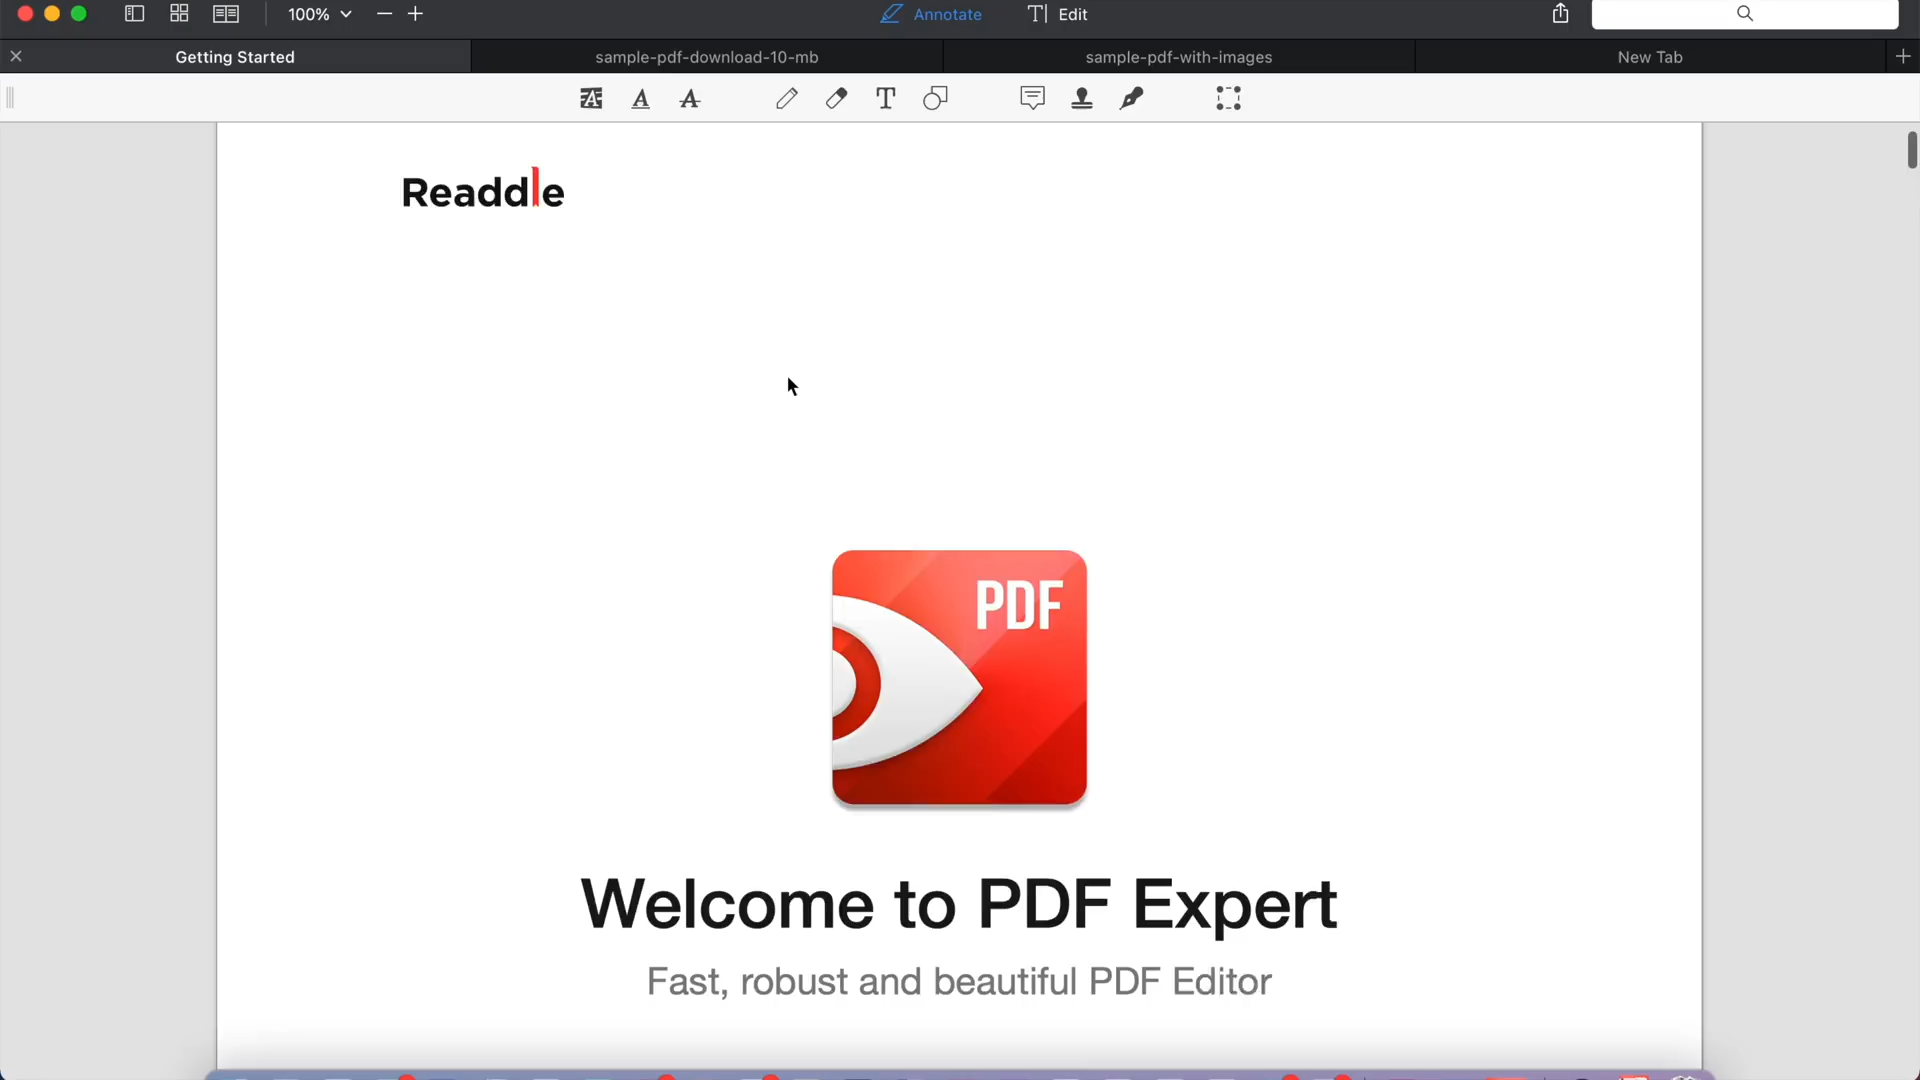 100%
Annotate
Edit
Getting Started
sample-pdf-download-10-mb
sample-pdf-with-images
New Tab
Readdle
PDF
Welcome to PDF Expert
Fast, robust and beautiful PDF Editor